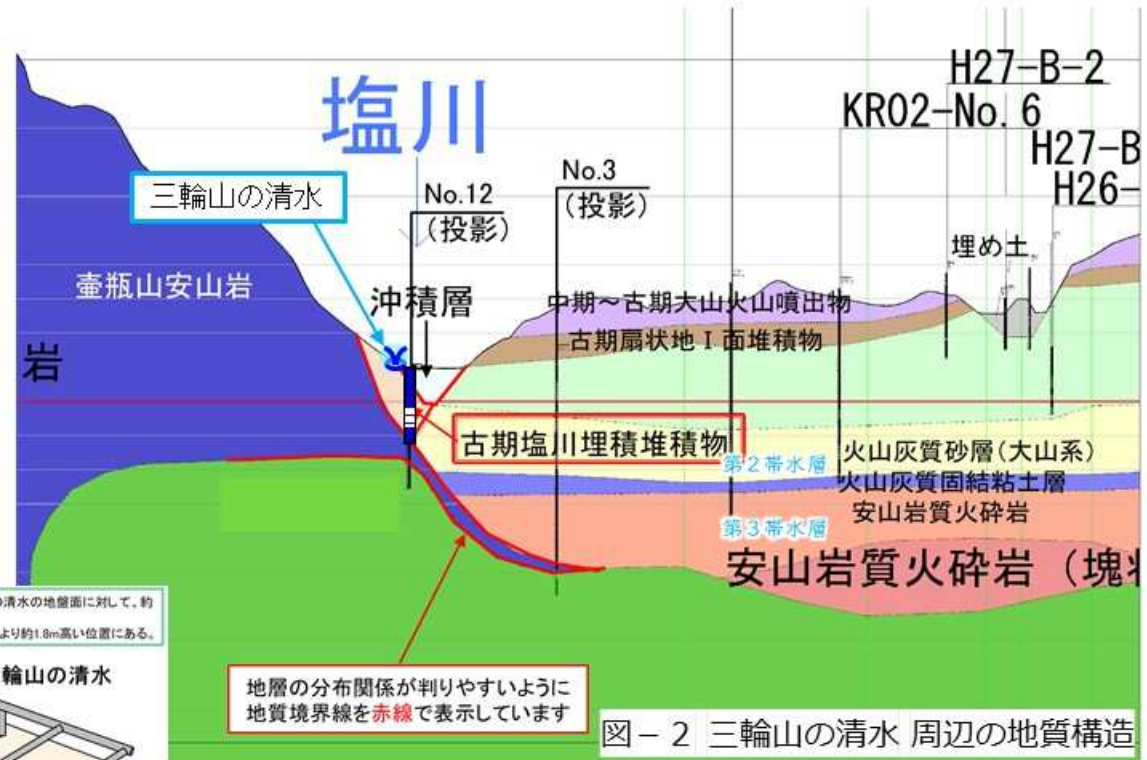 H27-B-2
KR02-No.6
H27-B
H26-
塩川
No.12
(投影)
No.3
(投影)
三輪山の清水
壷瓶山安山岩
沖積層
埋め土
中期～古期大山火山噴出物
古期扇状地Ⅰ面堆積物
岩
古期塩川埋積堆積物
第2帯水層
火山灰質砂層(大山系)
火山灰質固結粘土層
安山岩質火砕岩
第3帯水層
安山岩質火砕岩(塊
の清水の地盤面に対して、約
より約1.8m高い位置にある。
輪山の清水
地層の分布関係が判りやすいように
地質境界線を赤線で表示しています
図－2 三輪山の清水 周辺の地質構造